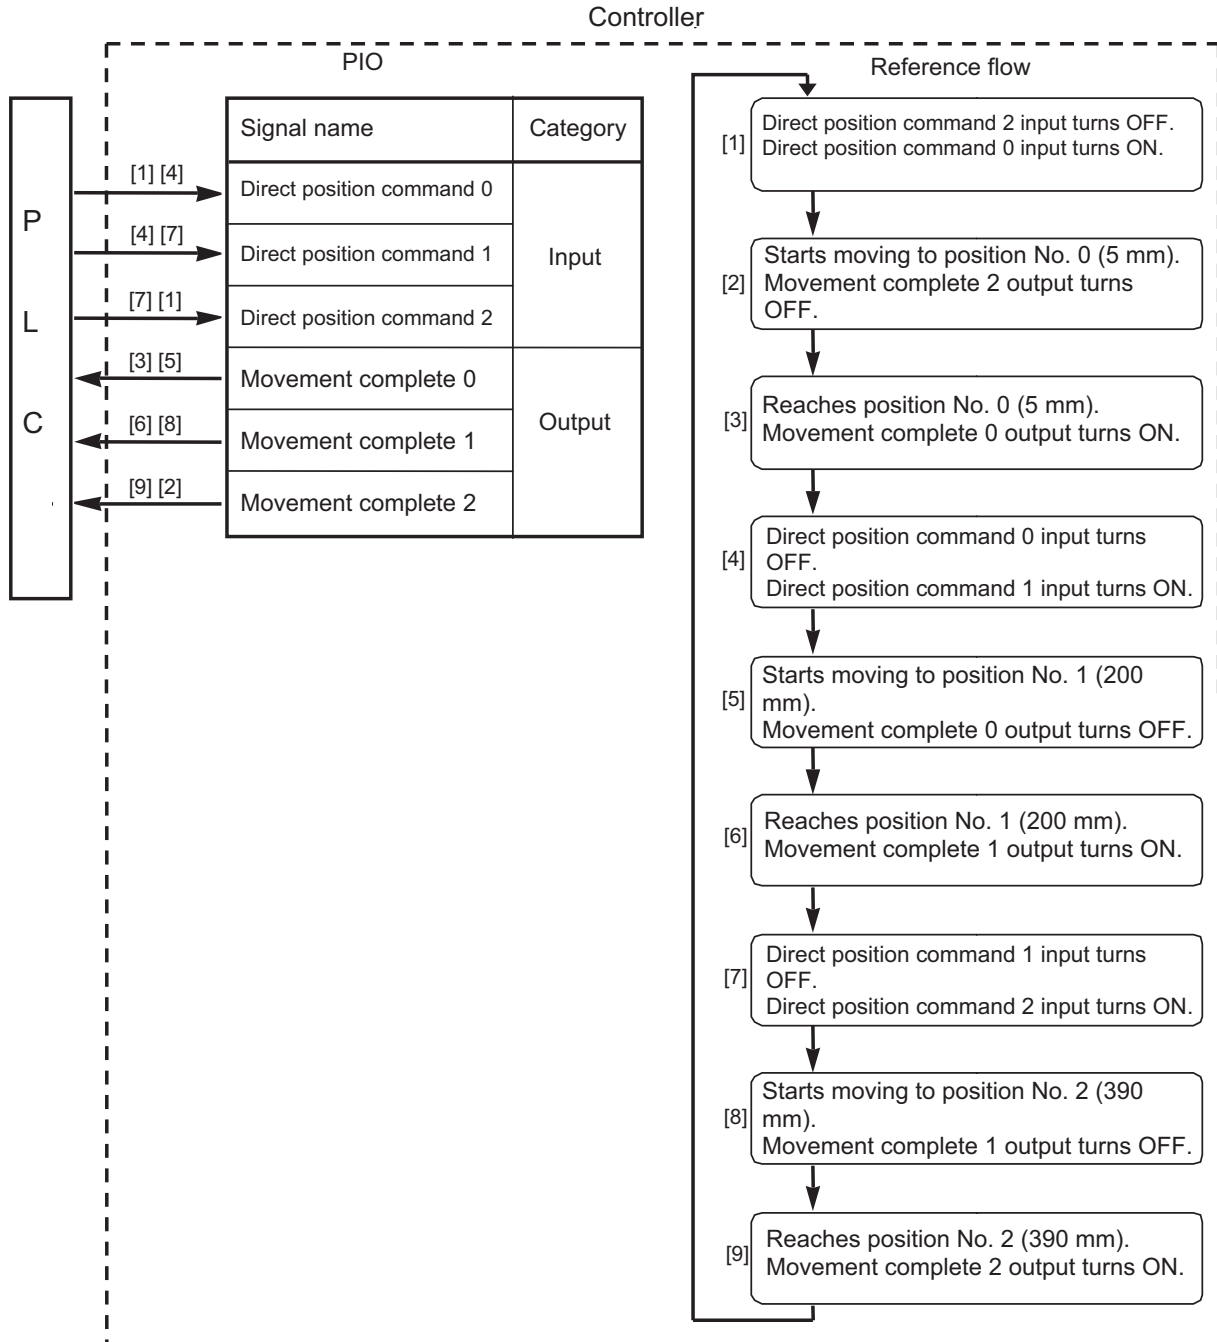 Controller
PIO
Signal name
Category
[1] [4]
Direct position command 0
[4] [7]
Direct position command 1
Input
[7] [1]
Direct position command 2
[3] [5]
Movement complete 0
[6] [8]
Movement complete 1
Output
[9] [2]
Movement complete 2
P
L
C
Reference flow
[1]
Direct position command 2 input turns OFF.
Direct position command 0 input turns ON.
[2]
Starts moving to position No. 0 (5 mm).
Movement complete 2 output turns
OFF.
[3]
Reaches position No. 0 (5 mm).
Movement complete 0 output turns ON.
[4]
Direct position command 0 input turns
OFF.
Direct position command 1 input turns ON.
[5]
Starts moving to position No. 1 (200
mm).
Movement complete 0 output turns OFF.
[6]
Reaches position No. 1 (200 mm).
Movement complete 1 output turns ON.
[7]
Direct position command 1 input turns
OFF.
Direct position command 2 input turns ON.
[8]
Starts moving to position No. 2 (390
mm).
Movement complete 1 output turns OFF.
[9]
Reaches position No. 2 (390 mm).
Movement complete 2 output turns ON.